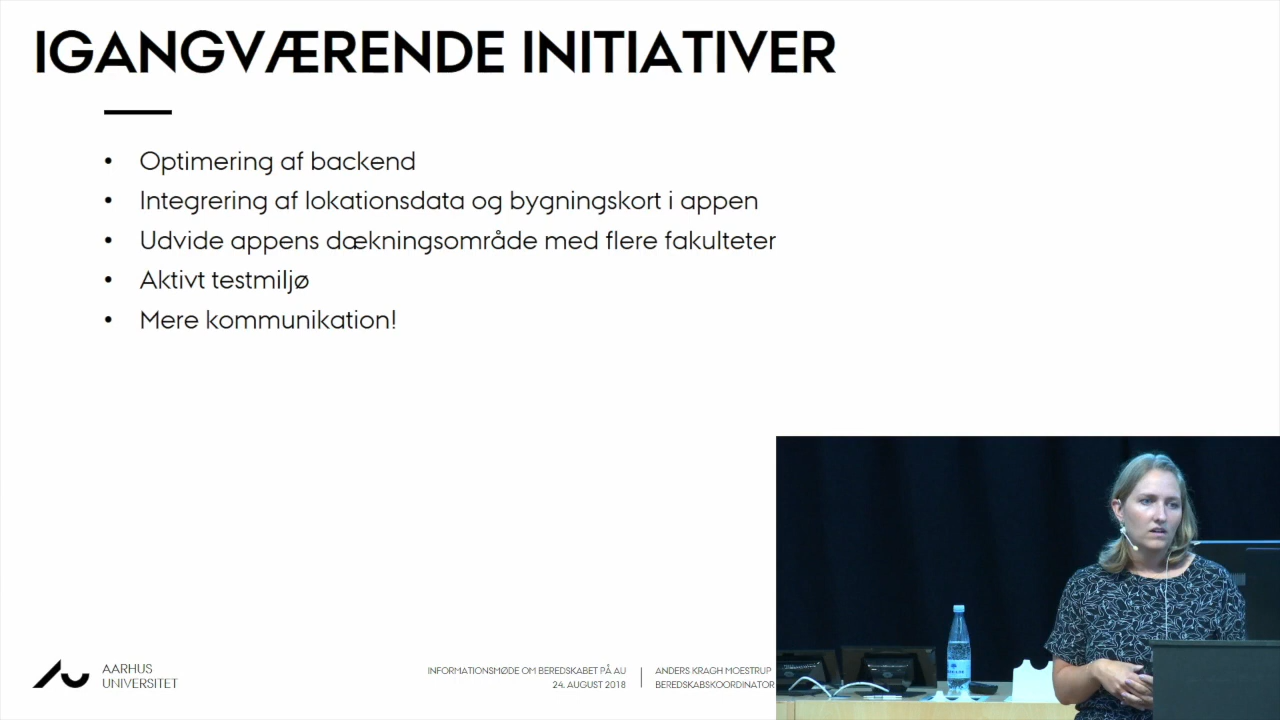 IGANGVÆRENDE INITIATIVER
• Optimering af backend
• Integrering af lokationsdata og bygningskort i appen
• Udvide appens dækningsområde med flere fakulteter
• Aktivt testmiljø
• Mere kommunikation!
AARHUS
UNIVERSITET
INFORMATIONSMØDE OM BEREDSKABET PÅ AU
24. AUGUST 2018
ANDERS KRAGH MOESTRUP
BEREDSKABSKOORDINATOR